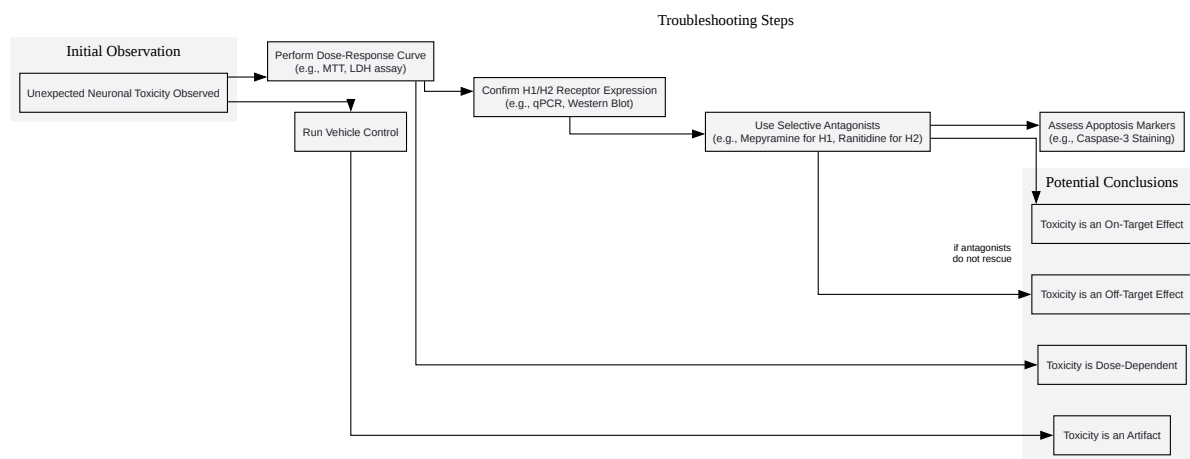 Troubleshooting Steps
Initial Observation
Unexpected Neuronal Toxicity Observed
Perform Dose-Response Curve
(e.g., MTT, LDH assay)
Run Vehicle Control
Confirm H1/H2 Receptor Expression
(e.g., qPCR, Western Blot)
Use Selective Antagonists
(e.g., Mepyramine for H1, Ranitidine for H2)
Assess Apoptosis Markers
(e.g., Caspase-3 Staining)
Potential Conclusions
Toxicity is an On-Target Effect
if antagonists
do not rescue
Toxicity is an Off-Target Effect
Toxicity is Dose-Dependent
Toxicity is an Artifact